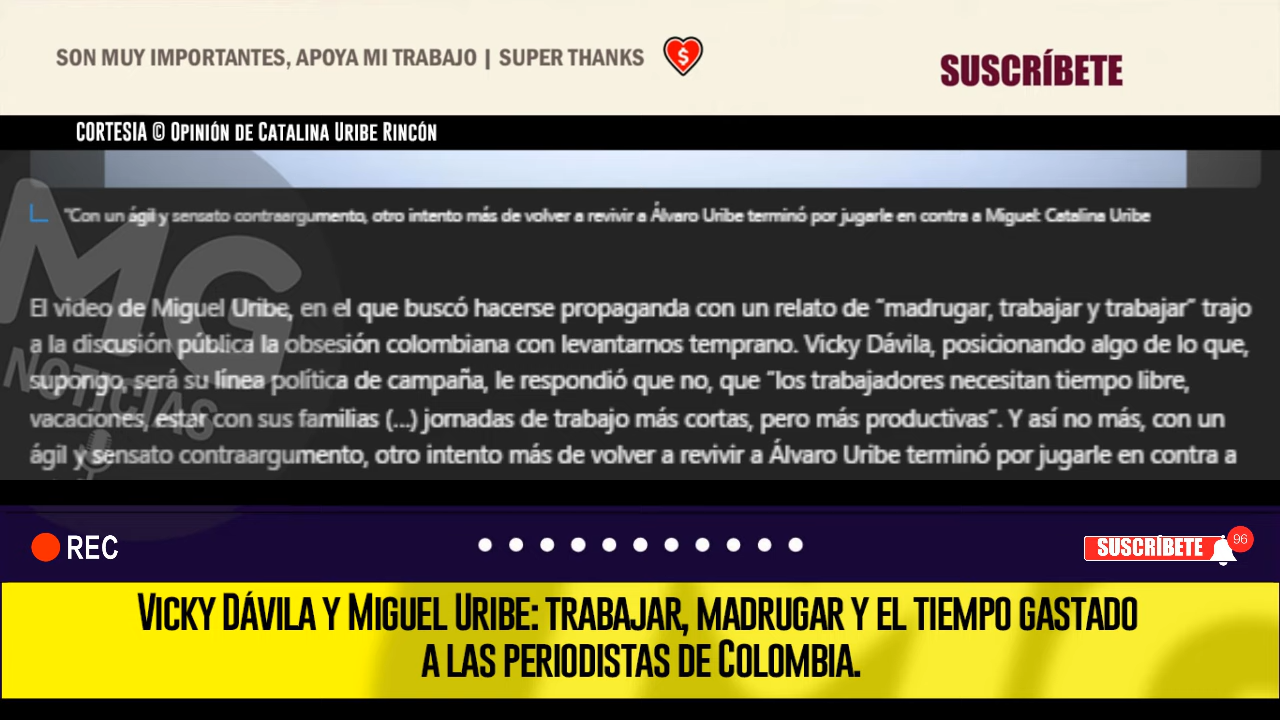 SON MUY IMPORTANTES, APOYA MI TRABAJO | SUPER THANKS
SUSCRÍBETE
CORTESIA © OPINIÓN DE CATALINA URIBE RINCÓN
"Con un ágil y sensato contraargumento, otro intento más de volver a revivir a Álvaro Uribe terminó por jugarle en contra a Miguel: Catalina Uribe
El video de Miguel Uribe, en el que buscó hacerse propaganda con un relato de "madrugar, trabajar y trabajar" trajo
a la discusión pública la obsesión colombiana con levantarnos temprano. Vicky Dávila, posicionando algo de lo que,
supongo, será su línea política de campaña, le respondió que no, que "los trabajadores necesitan tiempo libre,
vacaciones, estar con sus familias (...) jornadas de trabajo más cortas, pero más productivas". Y así no más, con un
ágil y sensato contraargumento, otro intento más de volver a revivir a Álvaro Uribe terminó por jugarle en contra a
MG
NOTICIAS
REC
SUSCRÍBETE
96
VICKY DÁVILA Y MIGUEL URIBE: TRABAJAR, MADRUGAR Y EL TIEMPO GASTADO
A LAS PERIODISTAS DE COLOMBIA.